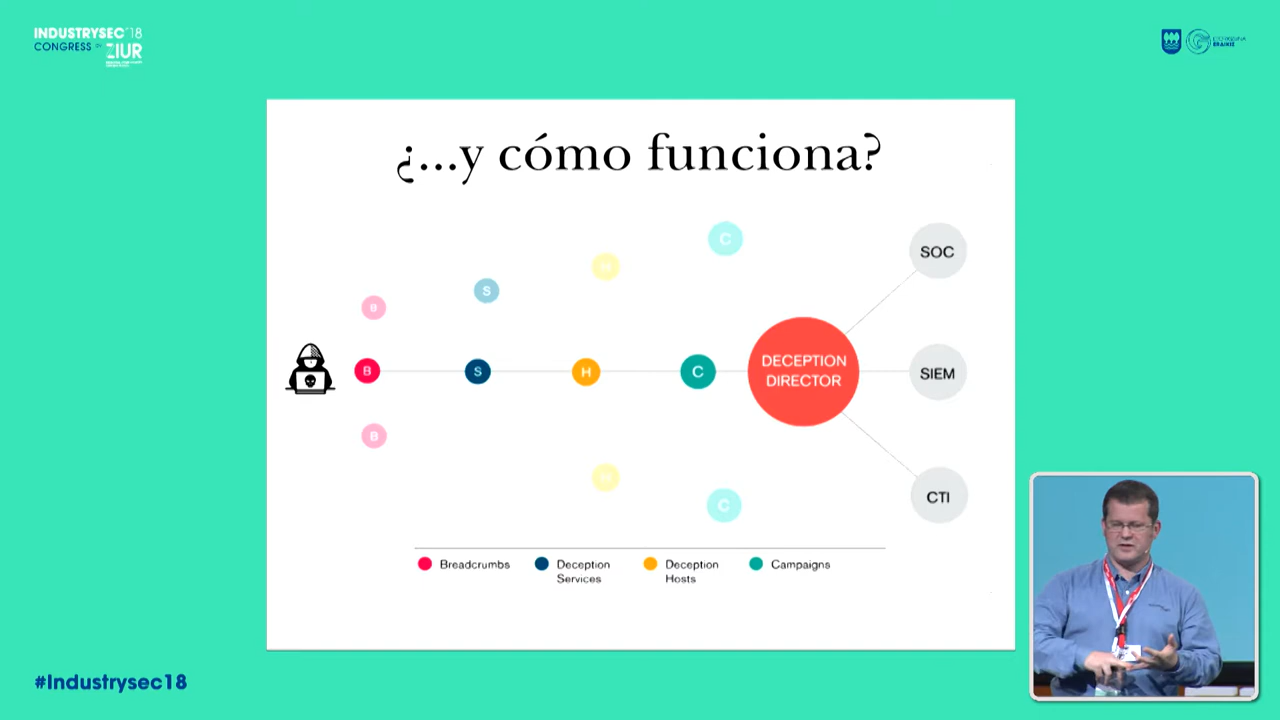 INDUSTRYSEC'18
CONGRESS BY ZIUR
¿...y cómo funciona?
C
H
S
B
SOC
B
S
H
C
DECEPTION
DIRECTOR
SIEM
B
H
C
CTI
Breadcrumbs
Deception
Services
Deception
Hosts
Campaigns
#Industrysec18